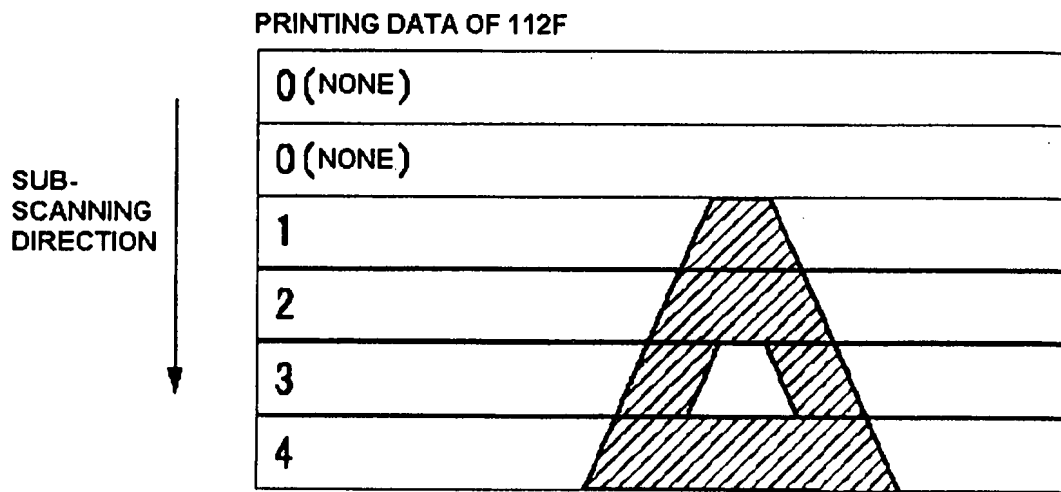 PRINTING DATA OF 112F
0 (NONE)
0 (NONE)
SUB-
SCANNING
DIRECTION
1
2
3
4